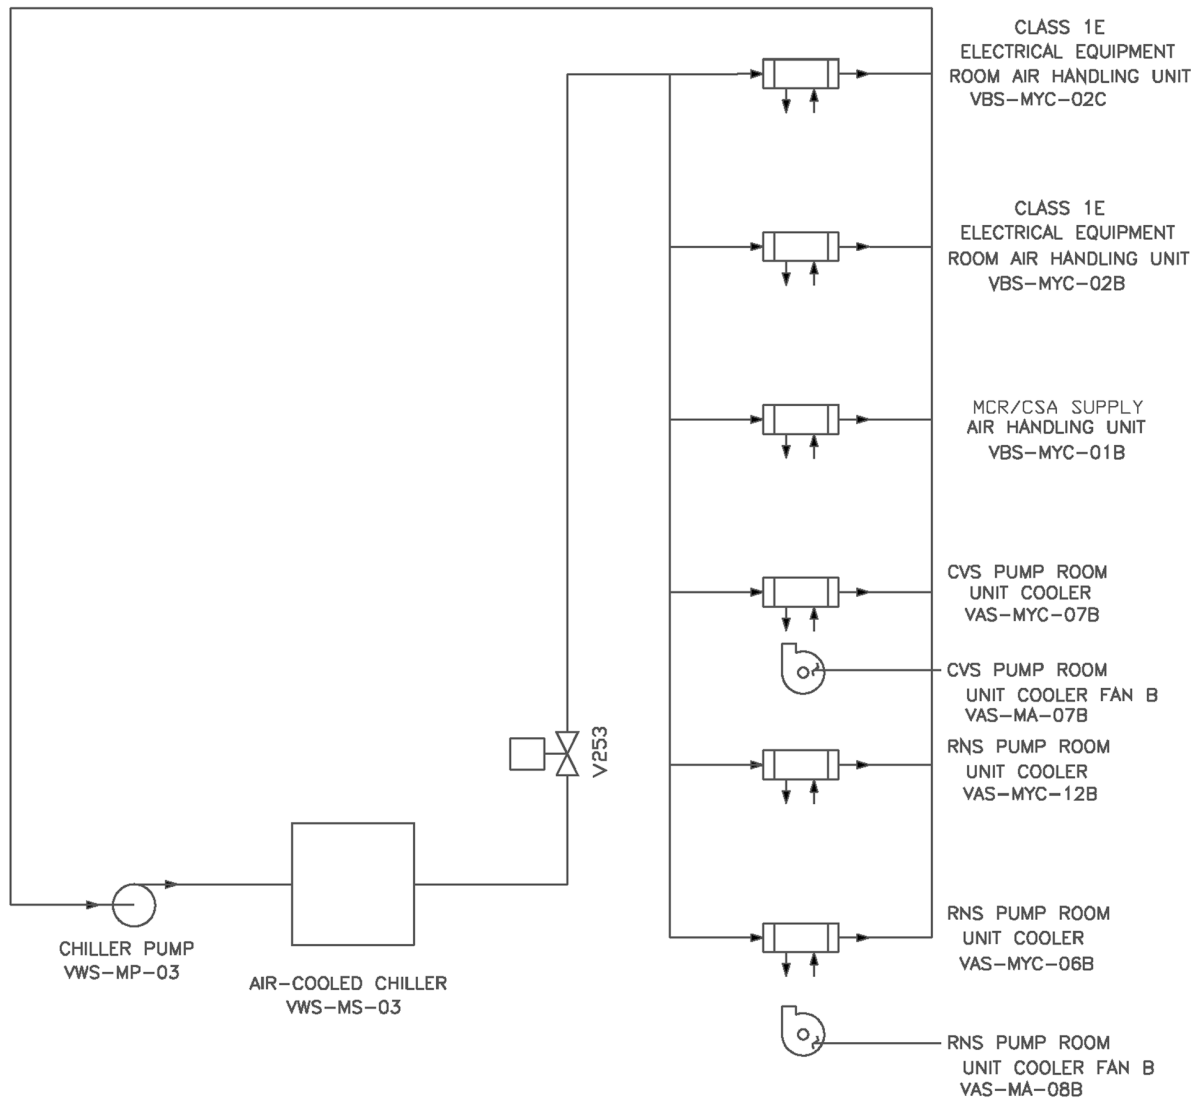 CLASS 1E
ELECTRICAL EQUIPMENT
ROOM AIR HANDLING UNIT
VBS-MYC-02C
CLASS 1E
ELECTRICAL EQUIPMENT
ROOM AIR HANDLING UNIT
VBS-MYC-02B
MCR/CSA SUPPLY
AIR HANDLING UNIT
VBS-MYC-01B
CVS PUMP ROOM
UNIT COOLER
VAS-MYC-07B
CVS PUMP ROOM
UNIT COOLER FAN B
VAS-MA-07B
RNS PUMP ROOM
UNIT COOLER
VAS-MYC-12B
V253
RNS PUMP ROOM
UNIT COOLER
VAS-MYC-06B
CHILLER PUMP
VWS-MP-03
AIR-COOLED CHILLER
VWS-MS-03
RNS PUMP ROOM
UNIT COOLER FAN B
VAS-MA-08B